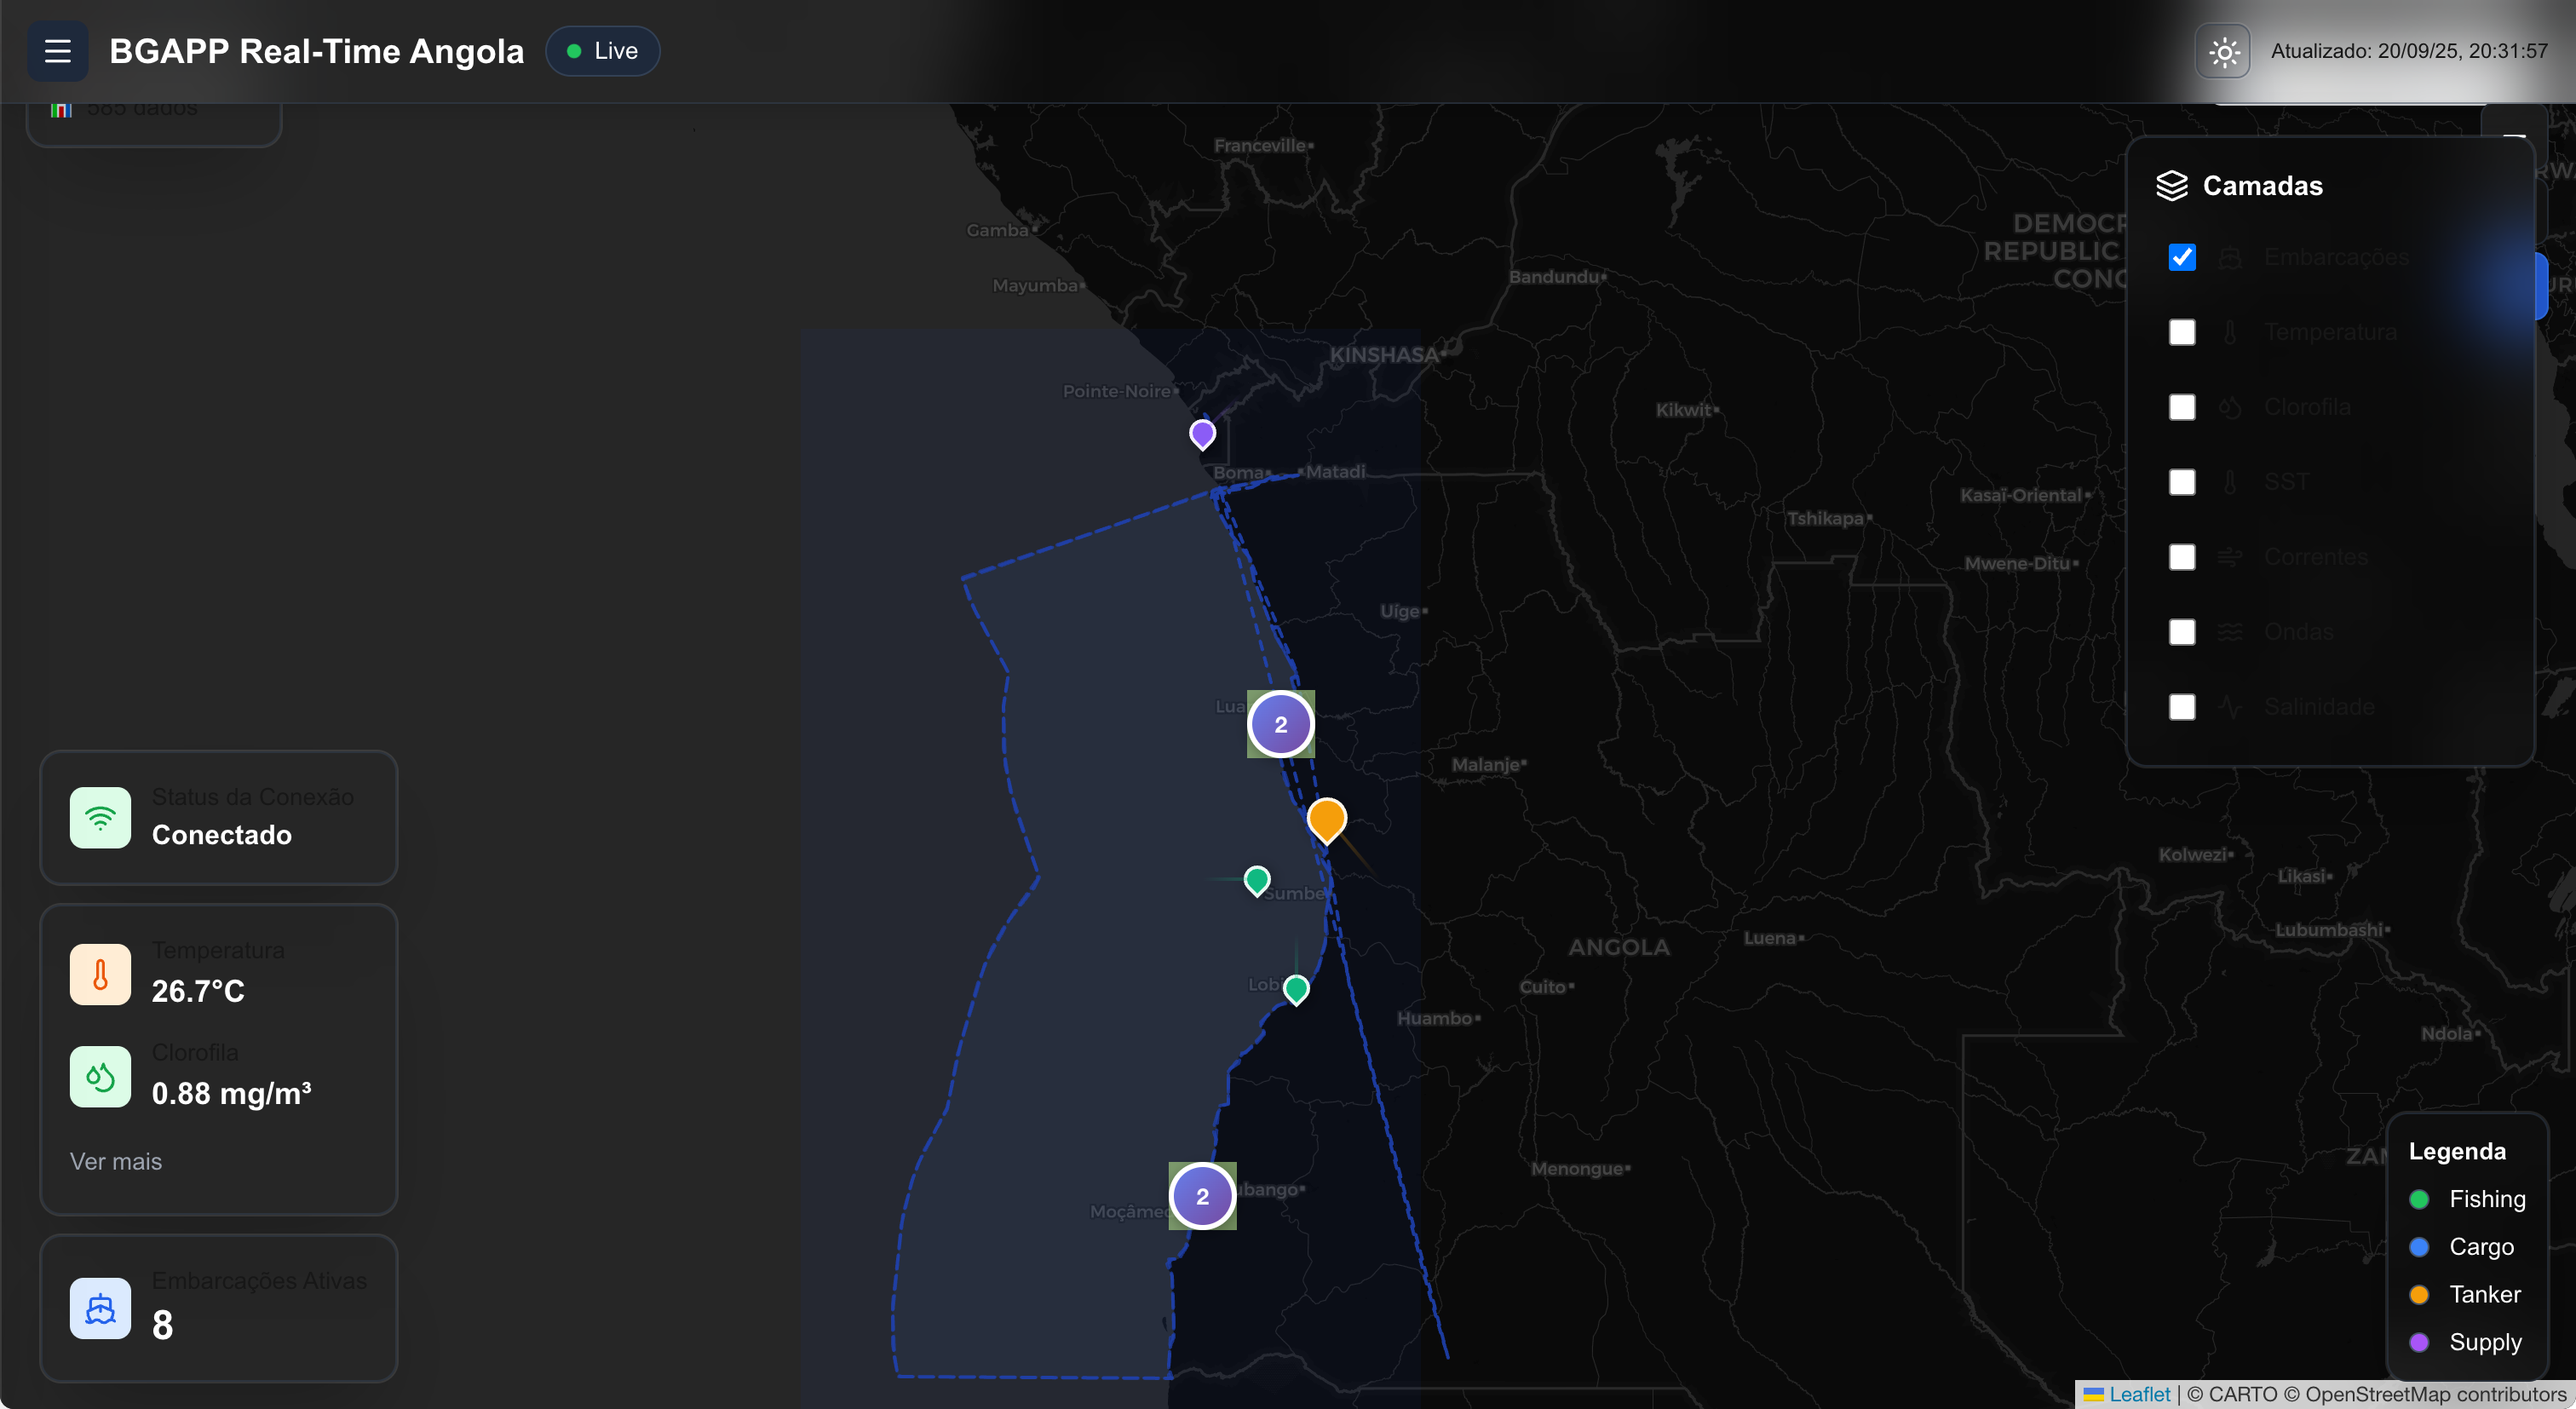 BGAPP Real-Time Angola
Live
Atualizado: 20/09/25, 20:31:57
585 dados
Camadas
Embarcações
Temperatura
Clorofila
SST
Correntes
Ondas
Salinidade
Franceville
Gamba
Mayumba
Bandundu
DEMOCR
REPUBLIC
CONG
KINSHASA
Pointe-Noire
Kikwit
Boma
Matadi
Kasaï-Oriental
Tshikapa
Mwene-Ditu
Uíge
Lua
2
Malanje
Sumbe
Kolwezi
Likasi
Lubumbashi
ANGOLA
Luena
Lobi
Cuito
Huambo
Ndola
Menongue
ZAM
2
ubango
Moçâmed
Status da Conexão
Conectado
Temperatura
26.7°C
Clorofila
0.88 mg/m³
Ver mais
Embarcações Ativas
8
Legenda
Fishing
Cargo
Tanker
Supply
Leaflet | © CARTO © OpenStreetMap contributors